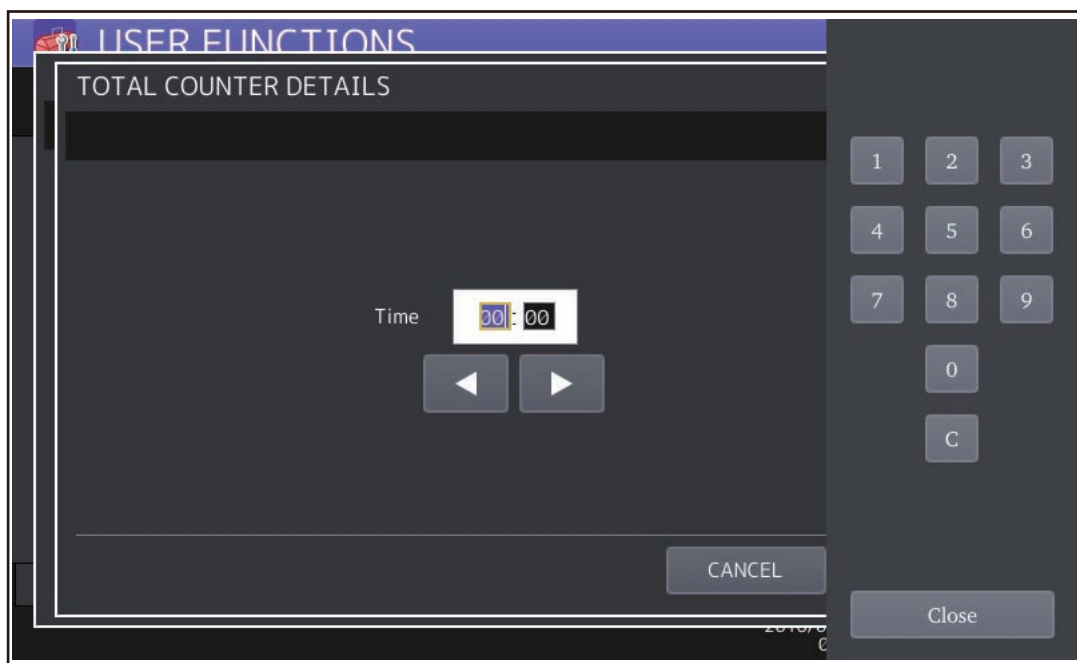 USER FUNCTIONS
TOTAL COUNTER DETAILS
Time 00 : 00
CANCEL
1 2 3
4 5 6
7 8 9
0
C
Close